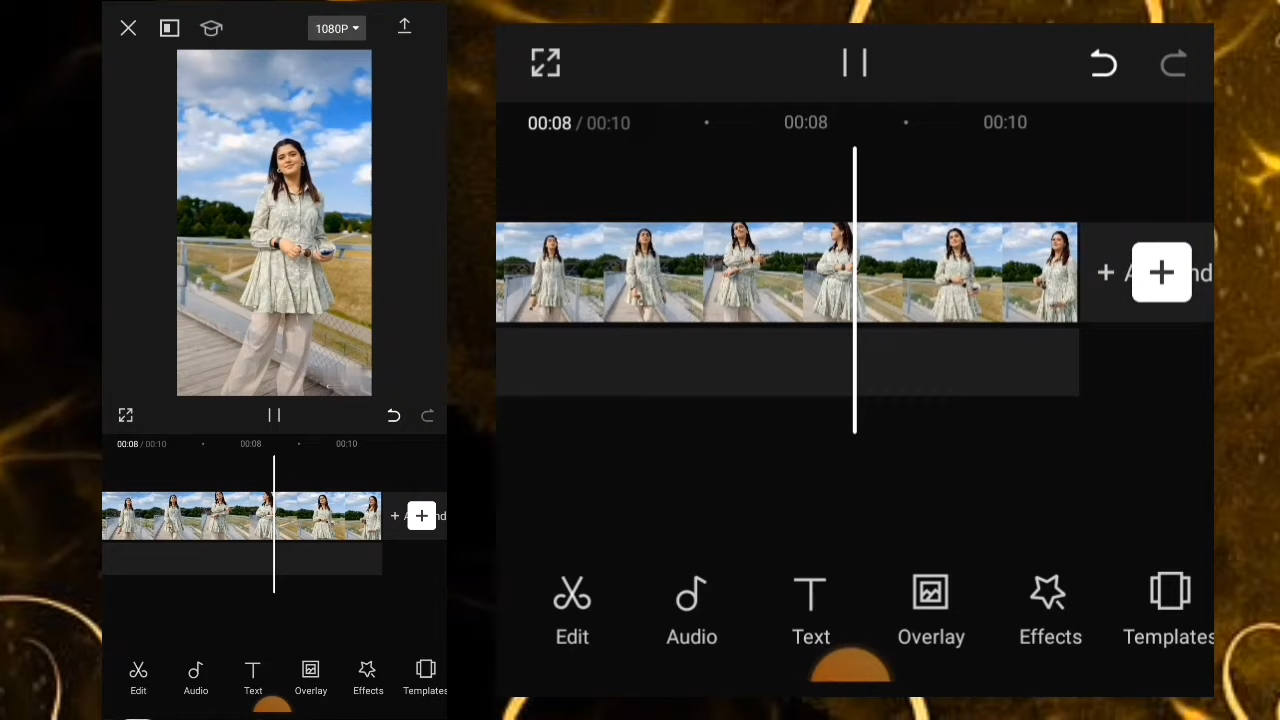 1080P
00:08 / 00:10
00:08
00:10
+ A nd
Edit
Audio
Text
Overlay
Effects
Templates
00:08 / 00:10
00:08
00:10
+ A nd
Edit
Audio
Text
Overlay
Effects
Templates